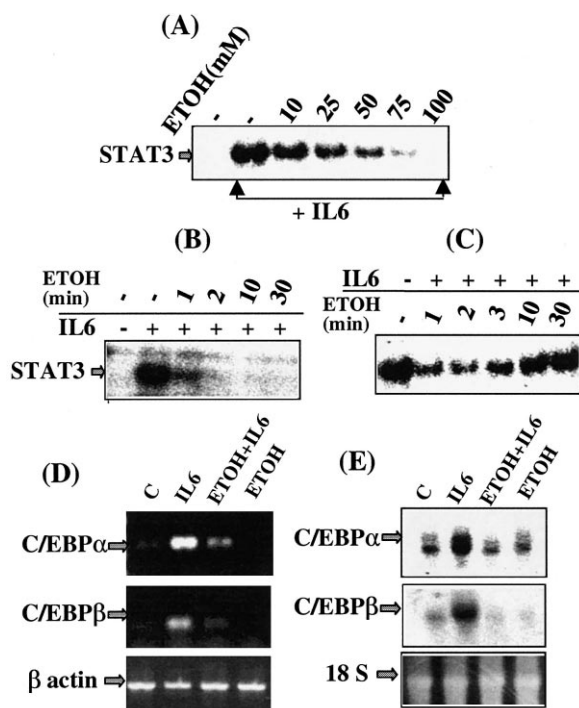 (A)
ETOH(mM)
- - 10 25 50 75 100
STAT3
+ IL6
(B)
ETOH (min) - - 1 2 10 30
IL6 - + + + + +
STAT3
(C)
IL6 - + + + + +
ETOH (min) - 1 2 3 10 30
(D)
C IL6 ETOH+IL6 ETOH
C/EBPα
C/EBPβ
β actin
(E)
C IL6 ETOH+IL6 ETOH
C/EBPα
C/EBPβ
18 S